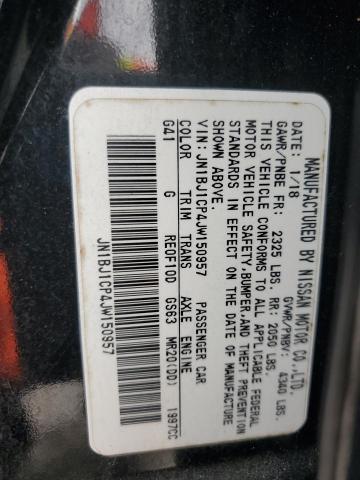 MANUFACTURED BY NISSAN MOTOR CO.,LTD.
DATE: 1/18 GVWR/PNBV: 4340 LBS.
GAWR/PNBE FR: 2325 LBS. RR: 2050 LBS.
THIS VEHICLE CONFORMS TO ALL APPLICABLE FEDERAL
MOTOR VEHICLE SAFETY,BUMPER,AND THEFT PREVENTION
STANDARDS IN EFFECT ON THE DATE OF MANUFACTURE
SHOWN ABOVE.
VIN: JN1BJ1CP4JW150957 PASSENGER CAR
COLOR TRIM TRANS AXLE ENGINE
G41 G RE0F10D GS63 MR20(DD) 1997CC
JN1BJ1CP4JW150957